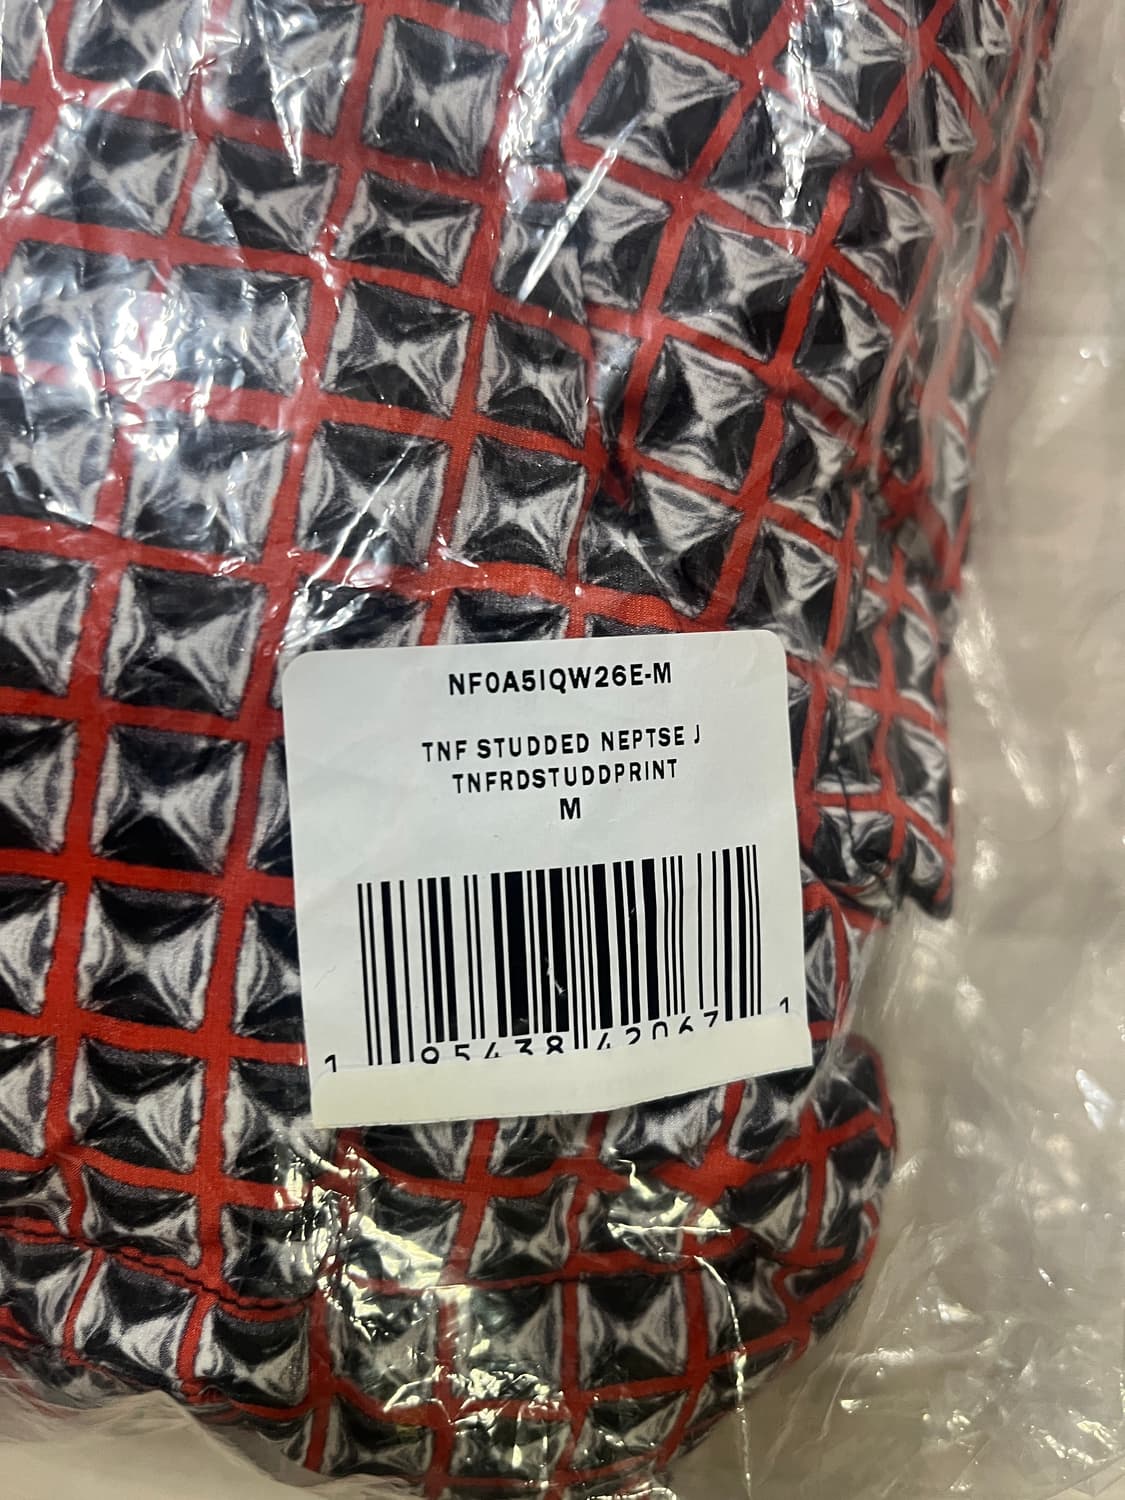 NF0A5IQW26E-M
TNF STUDDED NEPTSE J
TNFRDSTUDDPRINT
M
1 95438 42067 1